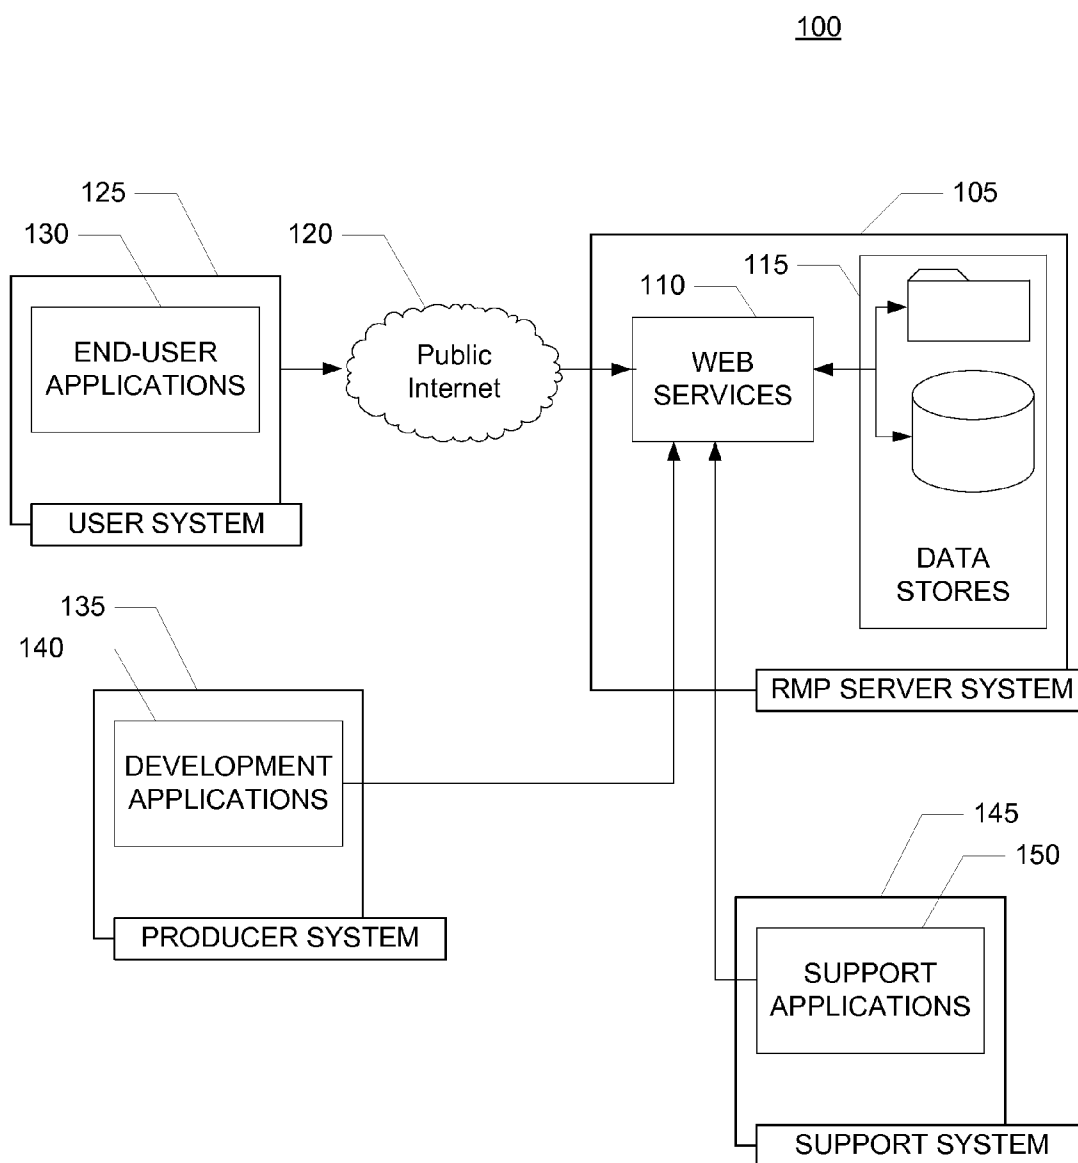 100
125
105
130
120
115
110
END-USER
APPLICATIONS
Public
Internet
WEB
SERVICES
USER SYSTEM
DATA
STORES
135
140
RMP SERVER SYSTEM
DEVELOPMENT
APPLICATIONS
145
150
PRODUCER SYSTEM
SUPPORT
APPLICATIONS
SUPPORT SYSTEM